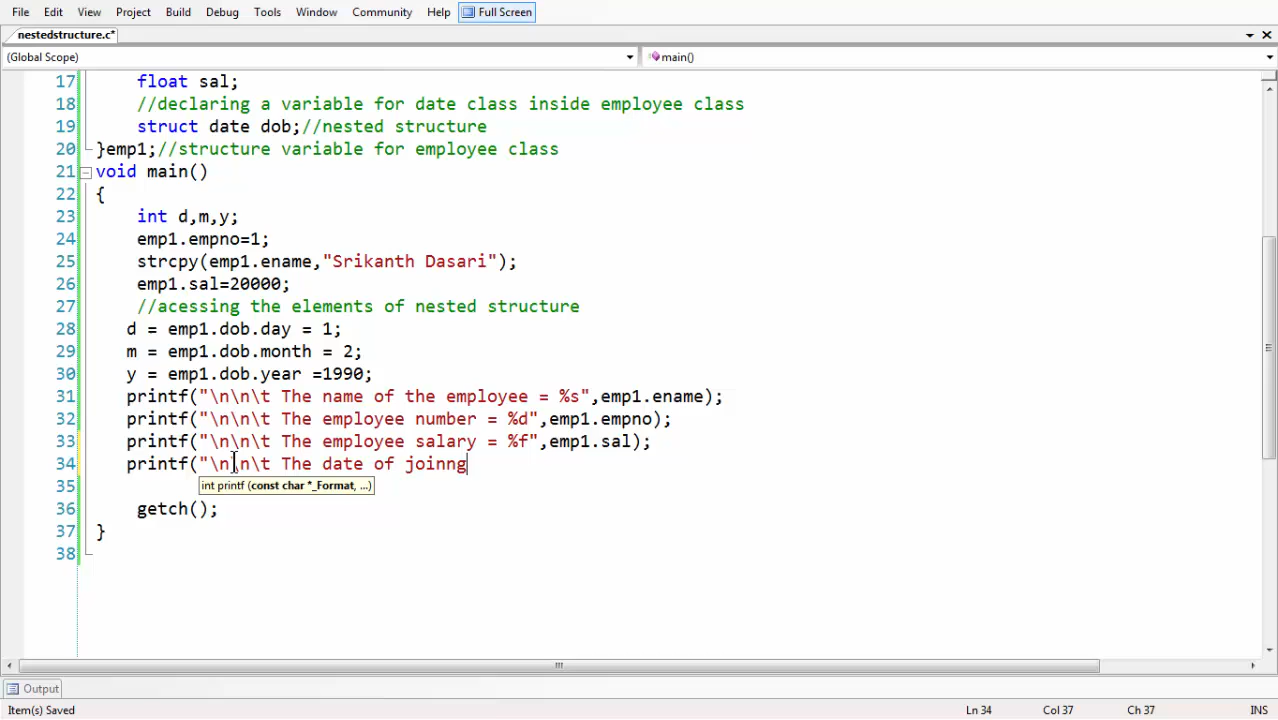 File Edit View Project Build Debug Tools Window Community Help Full Screen
nestedstructure.c*
(Global Scope) main()
17 float sal;
18 //declaring a variable for date class inside employee class
19 struct date dob;//nested structure
20 }emp1;//structure variable for employee class
21 void main()
22 {
23 int d,m,y;
24 emp1.empno=1;
25 strcpy(emp1.ename,"Srikanth Dasari");
26 emp1.sal=20000;
27 //acessing the elements of nested structure
28 d = emp1.dob.day = 1;
29 m = emp1.dob.month = 2;
30 y = emp1.dob.year =1990;
31 printf("\n\n\t The name of the employee = %s",emp1.ename);
32 printf("\n\n\t The employee number = %d",emp1.empno);
33 printf("\n\n\t The employee salary = %f",emp1.sal);
34 printf("\n\n\t The date of joinng
35 int printf (const char *_Format, ...)
36 getch();
37 }
38
Output
Item(s) Saved Ln 34 Col 37 Ch 37 INS